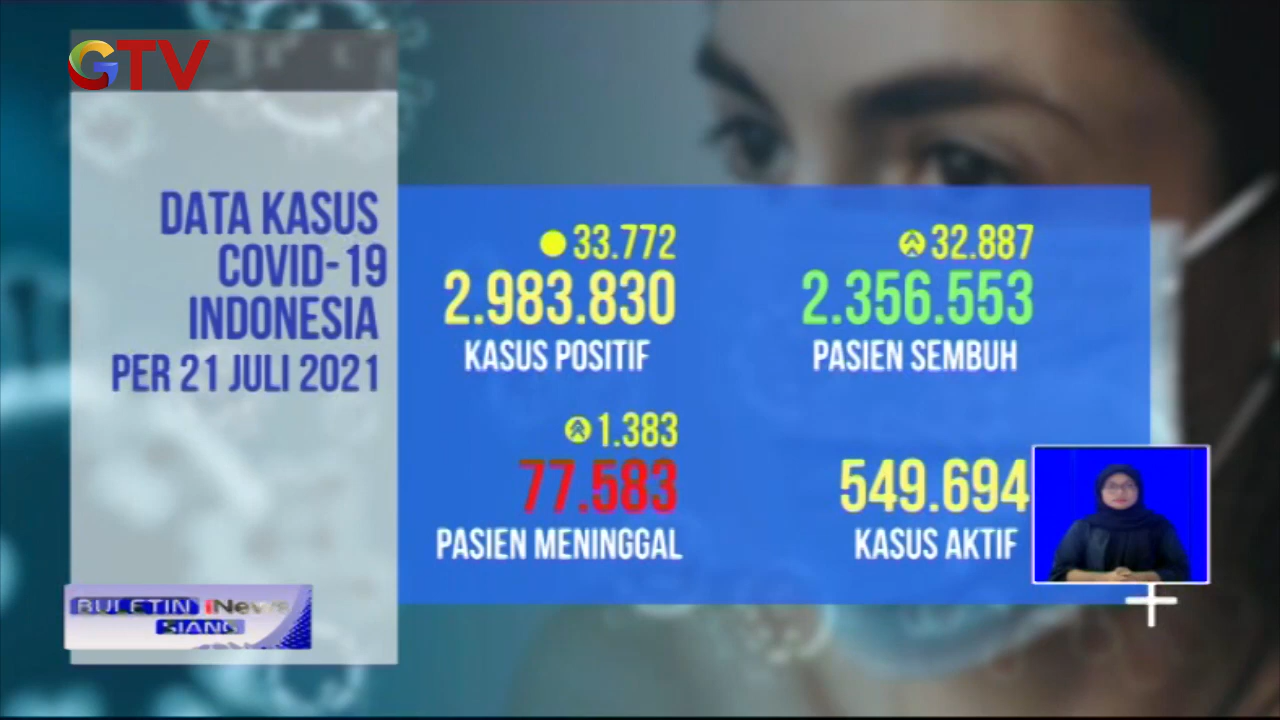 GTV
DATA KASUS
COVID-19
INDONESIA
PER 21 JULI 2021
33.772
2.983.830
KASUS POSITIF
32.887
2.356.553
PASIEN SEMBUH
1.383
77.583
PASIEN MENINGGAL
549.694
KASUS AKTIF
BULETIN iNews
SIANG